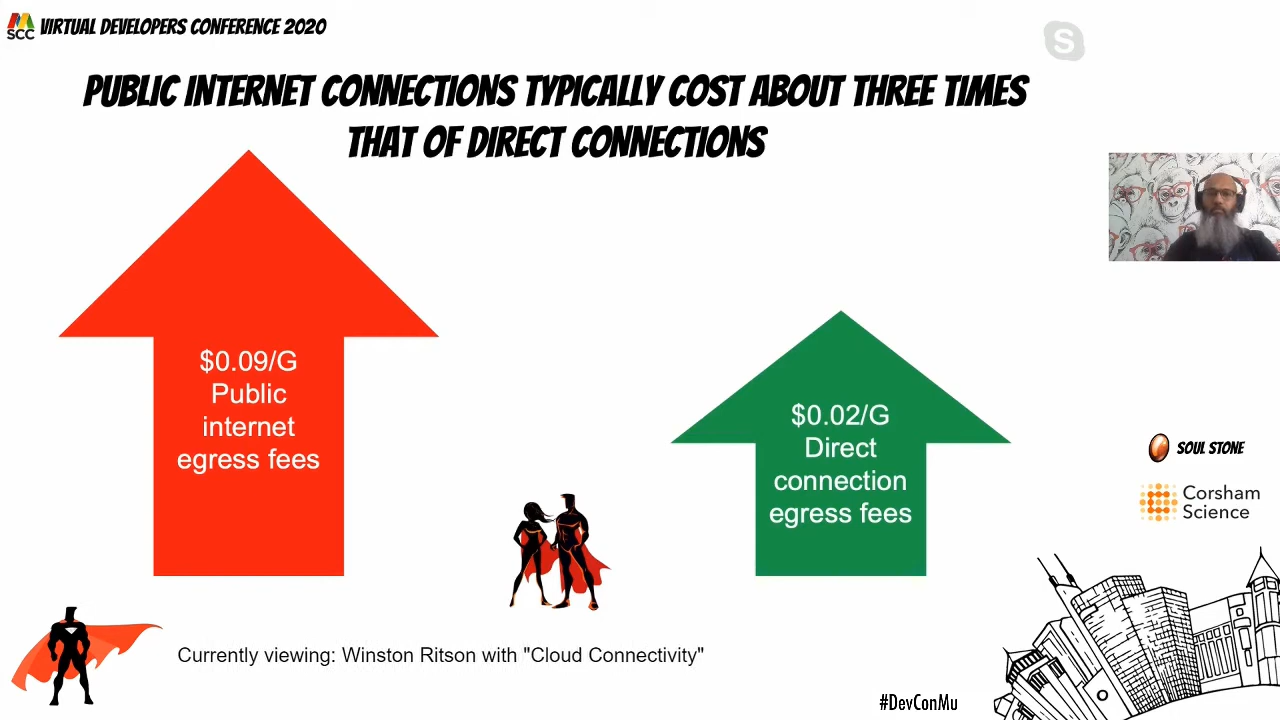 SCC VIRTUAL DEVELOPERS CONFERENCE 2020
S
PUBLIC INTERNET CONNECTIONS TYPICALLY COST ABOUT THREE TIMES
THAT OF DIRECT CONNECTIONS
$0.09/G
Public
internet
egress fees
$0.02/G
Direct
connection
egress fees
SOUL STONE
Corsham
Science
Currently viewing: Winston Ritson with "Cloud Connectivity"
#DevConMu